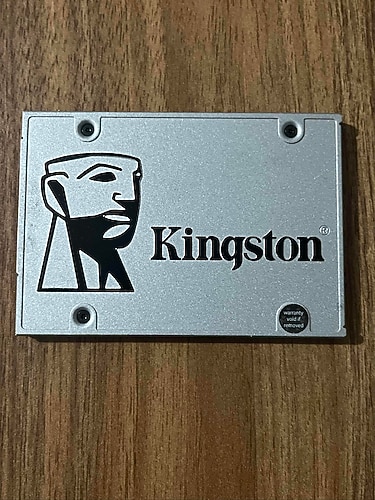 Kingston®
warranty
void if
removed